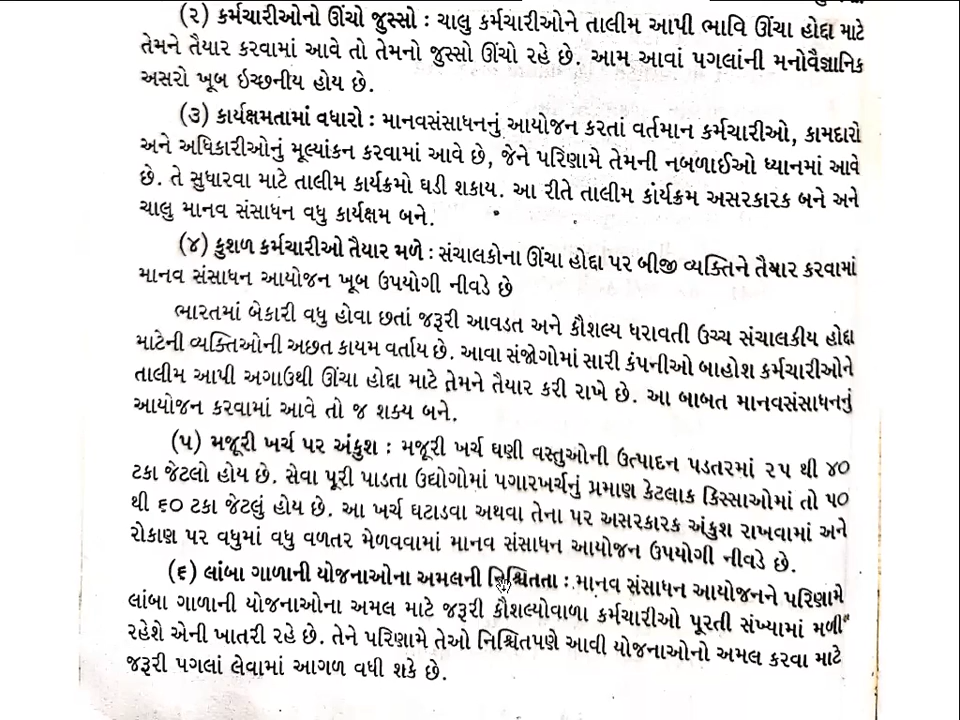 (૨) કર્મચારીઓનો ઊંચો જુસ્સો : ચાલુ કર્મચારીઓને તાલીમ આપી ભાવિ ઊંચા હોદ્દા માટે
તેમને તૈયાર કરવામાં આવે તો તેમનો જુસ્સો ઊંચો રહે છે. આમ આવાં પગલાંની મનોવૈજ્ઞાનિક
અસરો ખૂબ ઇચ્છનીય હોય છે.
(૩) કાર્યક્ષમતામાં વધારો : માનવસંસાધનનું આયોજન કરતાં વર્તમાન કર્મચારીઓ, કામદારો
અને અધિકારીઓનું મૂલ્યાંકન કરવામાં આવે છે, જેને પરિણામે તેમની નબળાઈઓ ધ્યાનમાં આવે
છે. તે સુધારવા માટે તાલીમ કાર્યક્રમો ઘડી શકાય. આ રીતે તાલીમ કાર્યક્રમ અસરકારક બને અને
ચાલુ માનવ સંસાધન વધુ કાર્યક્ષમ બને.
(૪) કુશળ કર્મચારીઓ તૈયાર મળે : સંચાલકોના ઊંચા હોદ્દા પર બીજી વ્યક્તિને તૈયાર કરવામાં
માનવ સંસાધન આયોજન ખૂબ ઉપયોગી નીવડે છે
ભારતમાં બેકારી વધુ હોવા છતાં જરૂરી આવડત અને કૌશલ્ય ધરાવતી ઉચ્ચ સંચાલકીય હોદ્દા
માટેની વ્યક્તિઓની અછત કાયમ વર્તાય છે. આવા સંજોગોમાં સારી કંપનીઓ બાહોશ કર્મચારીઓને
તાલીમ આપી અગાઉથી ઊંચા હોદ્દા માટે તેમને તૈયાર કરી રાખે છે. આ બાબત માનવસંસાધનનું
આયોજન કરવામાં આવે તો જ શક્ય બને.
(૫) મજૂરી ખર્ચ પર અંકુશ : મજૂરી ખર્ચ ઘણી વસ્તુઓની ઉત્પાદન પડતરમાં ૨૫ થી ૪૦
ટકા જેટલો હોય છે. સેવા પૂરી પાડતા ઉદ્યોગોમાં પગારખર્ચનું પ્રમાણ કેટલાક કિસ્સાઓમાં તો ૫૦
થી ૬૦ ટકા જેટલું હોય છે. આ ખર્ચ ઘટાડવા અથવા તેના પર અસરકારક અંકુશ રાખવામાં અને
રોકાણ પર વધુમાં વધુ વળતર મેળવવામાં માનવ સંસાધન આયોજન ઉપયોગી નીવડે છે.
(૬) લાંબા ગાળાની યોજનાઓના અમલની નિશ્ચિતતા : માનવ સંસાધન આયોજનને પરિણામે
લાંબા ગાળાની યોજનાઓના અમલ માટે જરૂરી કૌશલ્યોવાળા કર્મચારીઓ પૂરતી સંખ્યામાં મળી
રહેશે એની ખાતરી રહે છે. તેને પરિણામે તેઓ નિશ્ચિતપણે આવી યોજનાઓનો અમલ કરવા માટે
જરૂરી પગલાં લેવામાં આગળ વધી શકે છે.